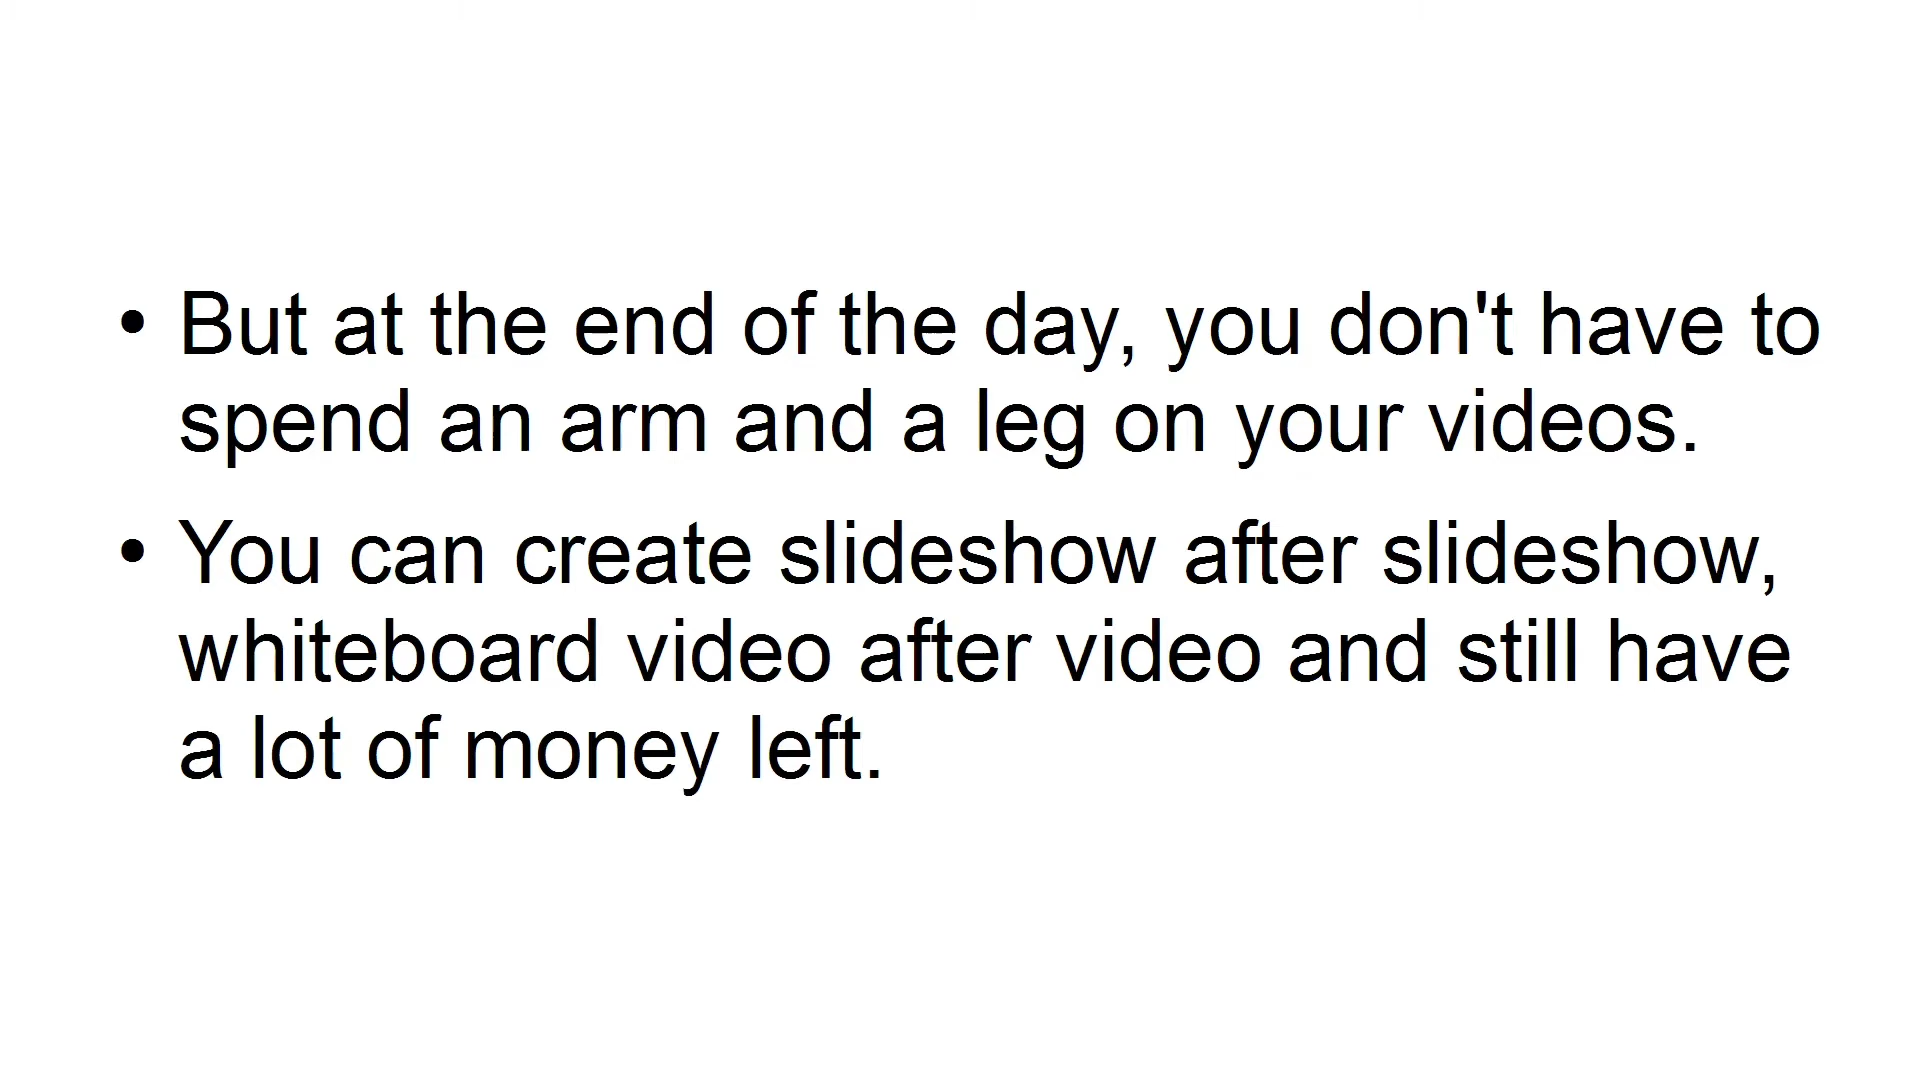 • But at the end of the day, you don't have to
spend an arm and a leg on your videos.
• You can create slideshow after slideshow,
whiteboard video after video and still have
a lot of money left.